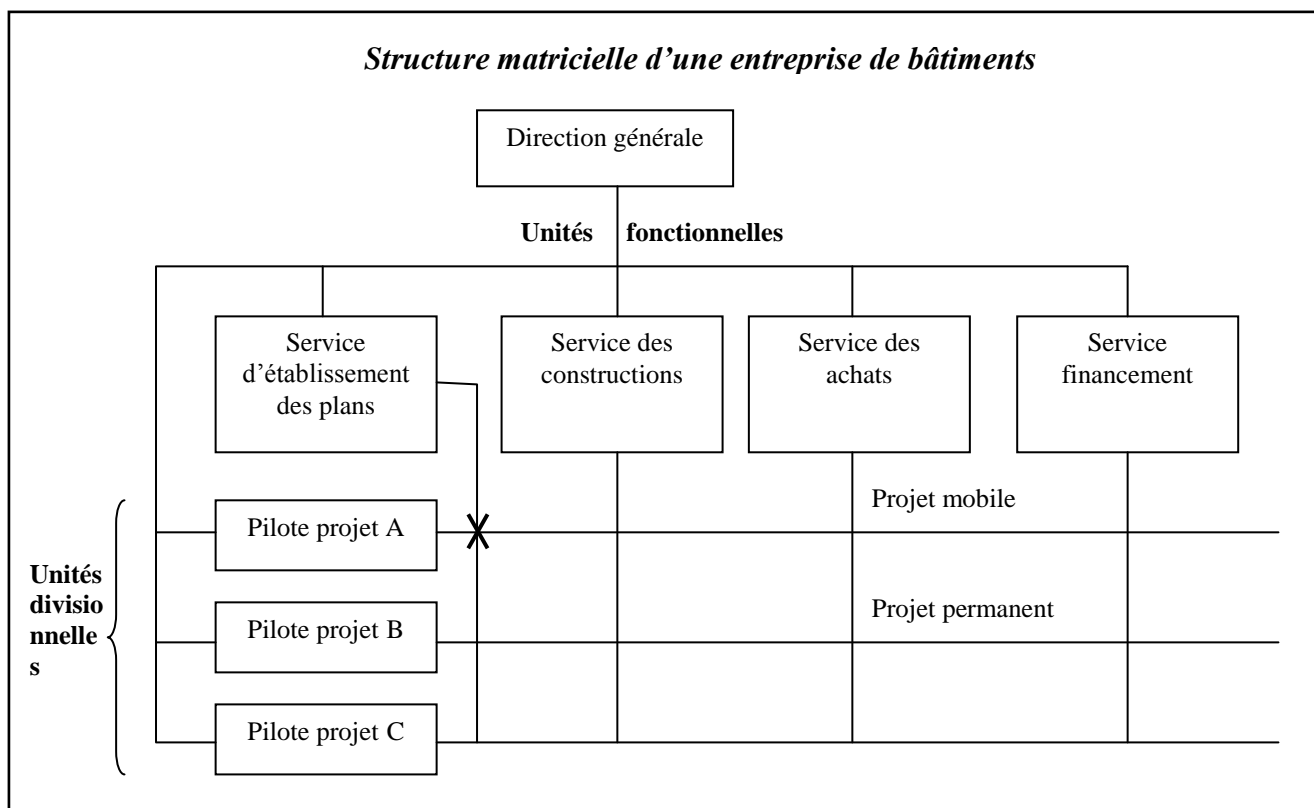 Structure matricielle d'une entreprise de bâtiments
Direction générale
Unités fonctionnelles
Service
d'établissement
des plans
Service des
constructions
Service des
achats
Service
financement
Projet mobile
Pilote projet A
Unités
divisio
nnelle
s
Projet permanent
Pilote projet B
Pilote projet C